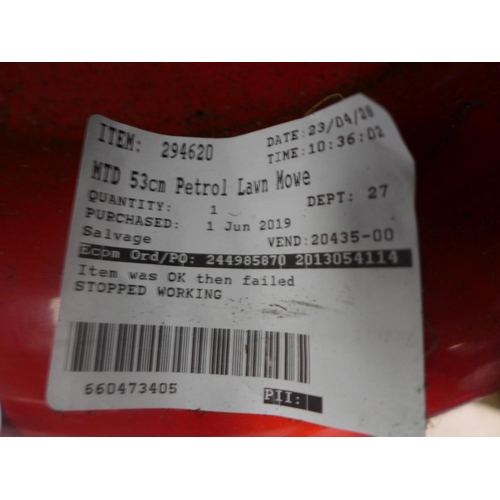 ITEM: 294620 DATE: 23/04/20
TIME: 10:36:02
MTD 53cm Petrol Lawn Mowe
QUANTITY: 1 DEPT: 27
PURCHASED: 1 Jun 2019
Salvage VEND: 20435-00
Ecom Ord/PO: 244985870 2013054114
Item was OK then failed
STOPPED WORKING
660473405 PII: